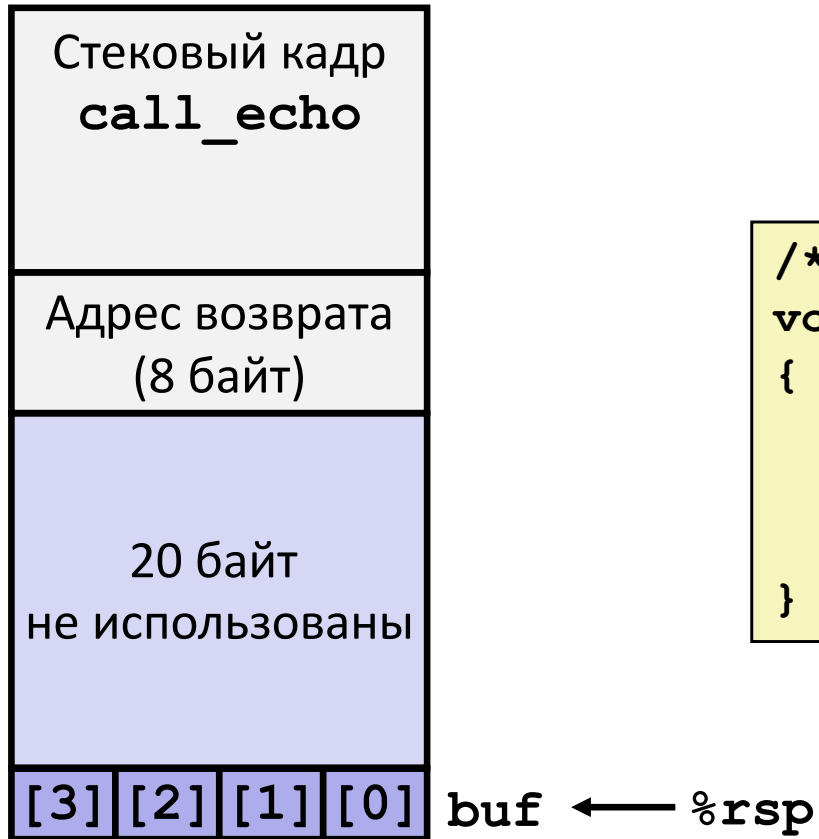 Стековый кадр
call_echo
Адрес возврата
(8 байт)
20 байт
не использованы
[3] [2] [1] [0] buf %rsp
/*
vo
{
}